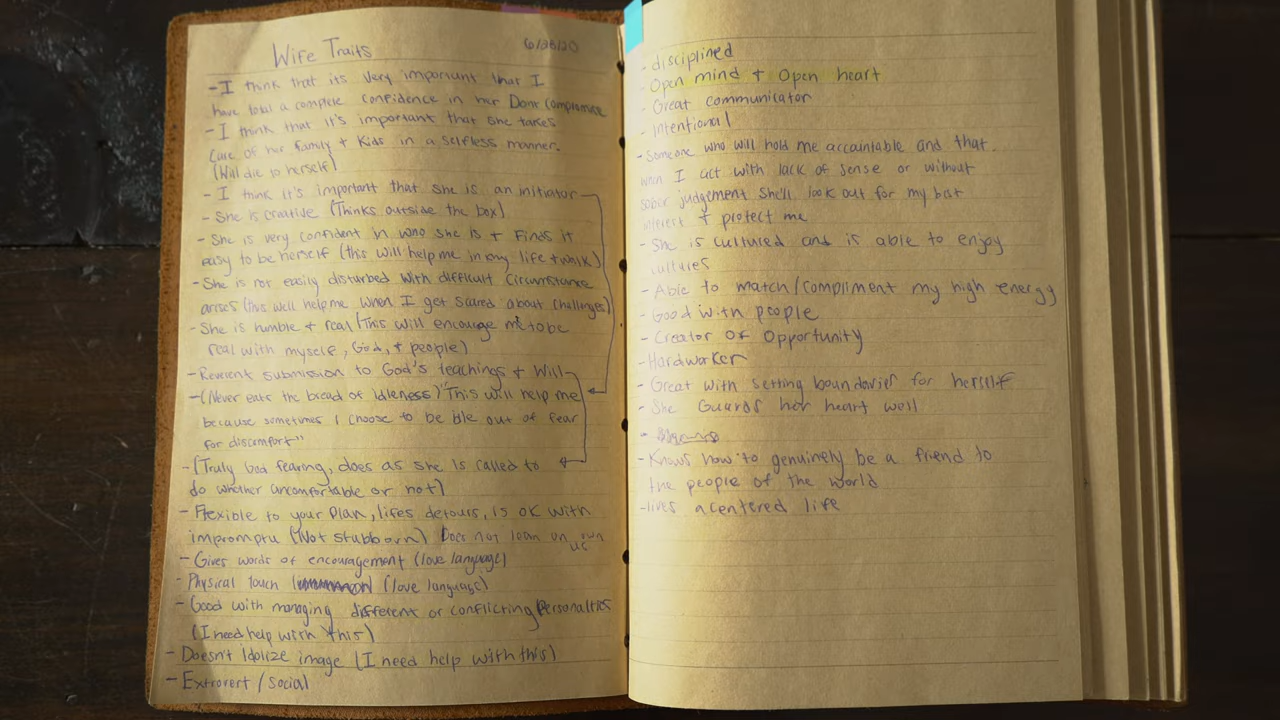 Wife Traits 6/28/20
- I think that its very important that I
have total a complete confidence in her Dont Compromise
- I think that it's important that she takes
Care of her family + Kids in a selfless manner.
(Will die to herself)
- I think it's important that she is an initiator
- She is creative (Thinks outside the box)
- She is very confident in who she is + Finds it
easy to be herself (this will help me in my life + walk)
- She is not easily disturbed with difficult circumstance
arises (this will help me when I get scared about challenges)
- She is humble + real (This will encourage me to be
real with myself, God, + people)
- Reverent submission to God's teachings + Will
- (Never eats the bread of idleness) "This will help me
because sometimes I choose to be ble out of fear
for discomfort"
- (Truly God fearing, does as she is called to
do whether uncomfortable or not)
- Flexible to your plan, lifes detours, is ok with
impromptu (Not stubborn) Does not lean on own
- Gives words of encouragement (love language)
- Physical touch (love language)
- Good with managing different or conflicting Personalties
(I need help with this)
- Doesn't idolize image (I need help with this)
- Extrovert / Social
- disciplined
- Open mind + Open heart
- Great communicator
- Intentional
- Someone who will hold me accountable and that
when I act with lack of sense or without
sober judgement she'll look out for my best
interest + protect me
- She is cultured and is able to enjoy
cultures
- Able to match/compliment my high energy
- Good with people
- Creator of Opportunity
- Hardworker
- Great with setting boundaries for herself
- She Guards her heart well
- Knows how to genuinely be a friend to
the people of the world
- lives a centered life